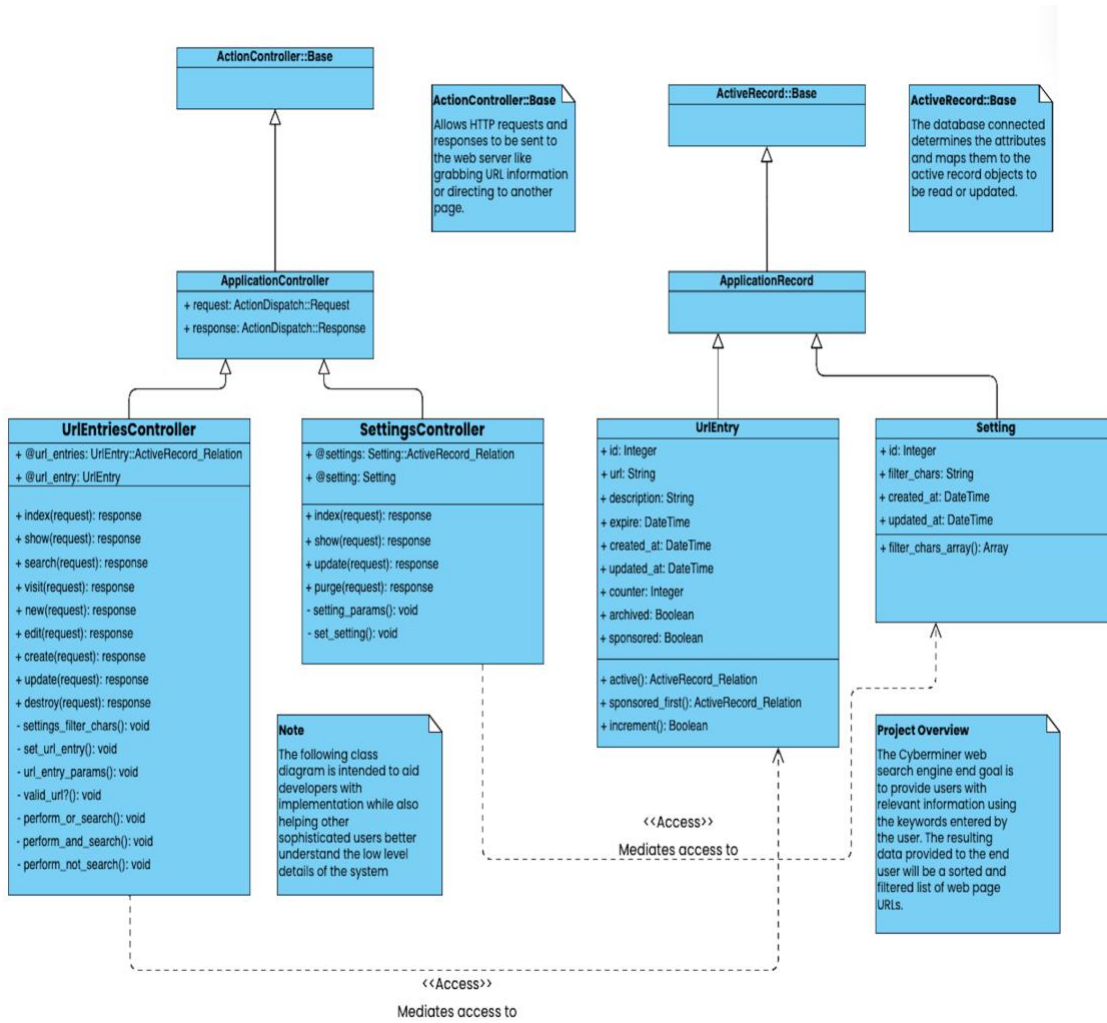 ActionController::Base
ActionController::Base
Allows HTTP requests and
responses to be sent to
the web server like
grabbing URL information
or directing to another
page.
ActiveRecord::Base
ActiveRecord::Base
The database connected
determines the attributes
and maps them to the
active record objects to
be read or updated.
ApplicationController
+ request: ActionDispatch::Request
+ response: ActionDispatch::Response
ApplicationRecord
UrlEntriesController
+ @url_entries: UrlEntry::ActiveRecord_Relation
+ @url_entry: UrlEntry
+ index(request): response
+ show(request): response
+ search(request): response
+ visit(request): response
+ new(request): response
+ edit(request): response
+ create(request): response
+ update(request): response
+ destroy(request): response
- settings_filter_chars(): void
- set_url_entry(): void
- url_entry_params(): void
- valid_url?(): void
- perform_or_search(): void
- perform_and_search(): void
- perform_not_search(): void
SettingsController
+ @settings: Setting::ActiveRecord_Relation
+ @setting: Setting
+ index(request): response
+ show(request): response
+ update(request): response
+ purge(request): response
- setting_params(): void
- set_setting(): void
UrlEntry
+ id: Integer
+ url: String
+ description: String
+ expire: DateTime
+ created_at: DateTime
+ updated_at: DateTime
+ counter: Integer
+ archived: Boolean
+ sponsored: Boolean
+ active(): ActiveRecord_Relation
+ sponsored_first(): ActiveRecord_Relation
+ increment(): Boolean
Setting
+ id: Integer
+ filter_chars: String
+ created_at: DateTime
+ updated_at: DateTime
+ filter_chars_array(): Array
Note
The following class
diagram is intended to aid
developers with
implementation while also
helping other
sophisticated users better
understand the low level
details of the system
Project Overview
The Cyberminer web
search engine end goal is
to provide users with
relevant information using
the keywords entered by
the user. The resulting
data provided to the end
user will be a sorted and
filtered list of web page
URLs.
<<Access>>
Mediates access to
<<Access>>
Mediates access to